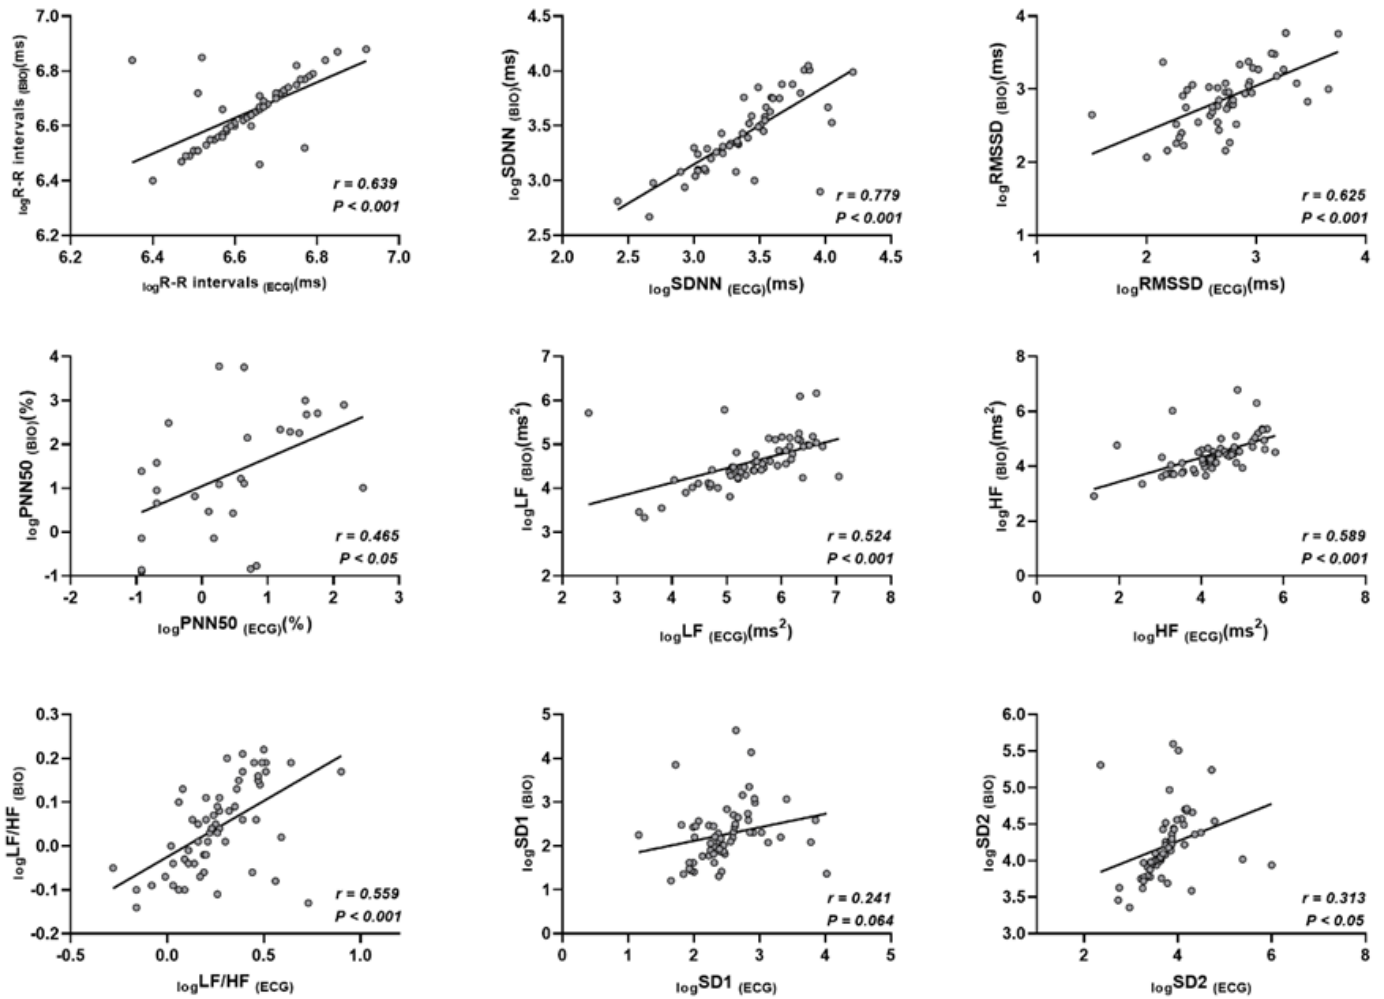 logR-R intervals (BIO)(ms)
7.0
6.8
6.6
6.4
6.2
r = 0.639
P < 0.001
6.2 6.4 6.6 6.8 7.0
logR-R intervals (ECG)(ms)
logSDNN (BIO)(ms)
4.5
4.0
3.5
3.0
2.5
r = 0.779
P < 0.001
2.0 2.5 3.0 3.5 4.0 4.5
logSDNN (ECG)(ms)
logRMSSD (BIO)(ms)
4
3
2
1
r = 0.625
P < 0.001
1 2 3 4
logRMSSD (ECG)(ms)
logPNN50 (BIO)(%)
4
3
2
1
0
-1
r = 0.465
P < 0.05
-2 -1 0 1 2 3
logPNN50 (ECG)(%)
logLF (BIO)(ms²)
7
6
5
4
3
2
r = 0.524
P < 0.001
2 3 4 5 6 7 8
logLF (ECG)(ms²)
logHF (BIO)(ms²)
8
6
4
2
0
r = 0.589
P < 0.001
0 2 4 6 8
logHF (ECG)(ms²)
logLF/HF (BIO)
0.3
0.2
0.1
0.0
-0.1
-0.2
r = 0.559
P < 0.001
-0.5 0.0 0.5 1.0
logLF/HF (ECG)
logSD1 (BIO)
5
4
3
2
1
0
r = 0.241
P = 0.064
0 1 2 3 4 5
logSD1 (ECG)
logSD2 (BIO)
6.0
5.5
5.0
4.5
4.0
3.5
3.0
r = 0.313
P < 0.05
2 4 6 8
logSD2 (ECG)